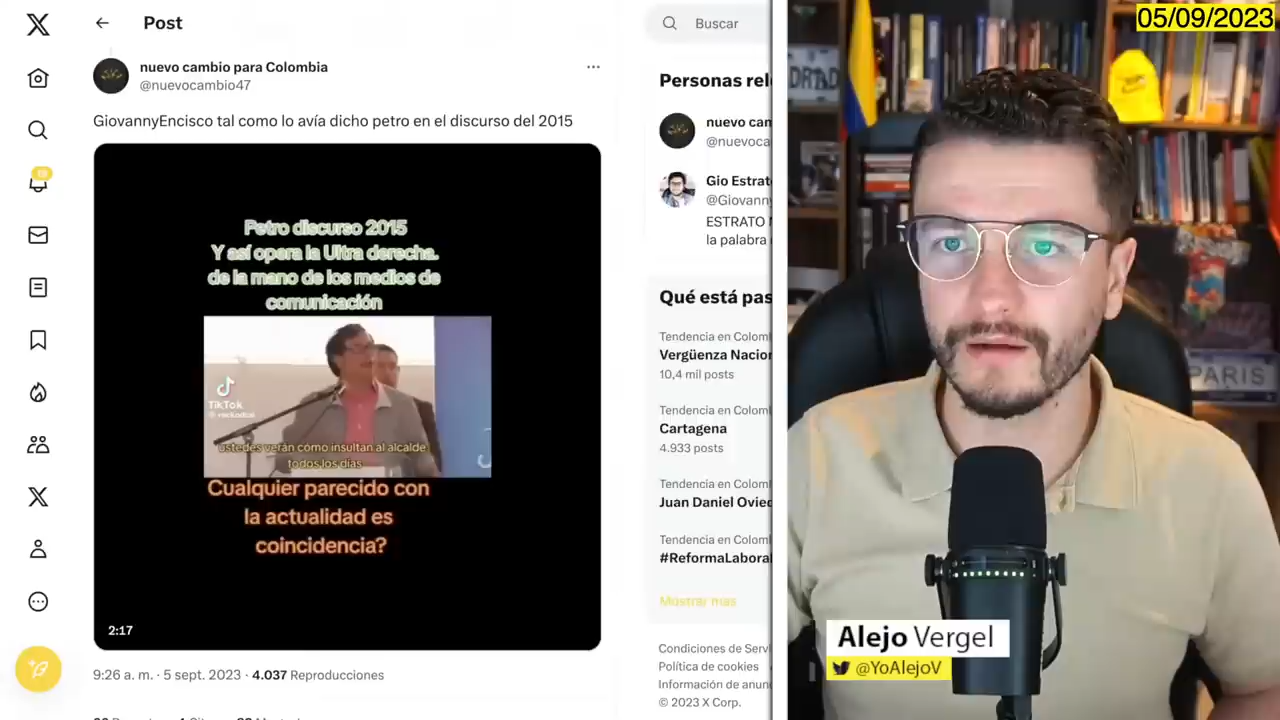 Post
Buscar
nuevo cambio para Colombia
@nuevocambio47
GiovannyEncisco tal como lo avía dicho petro en el discurso del 2015
Petro discurso 2015
Y así opera la Ultra derecha.
de la mano de los medios de
comunicación
TikTok
ustedes verán como insultan al alcalde
todos los días
Cualquier parecido con
la actualidad es
coincidencia?
2:17
9:26 a. m. · 5 sept. 2023 · 4.037 Reproducciones
Personas rel
nuevo cam
@nuevoca
Gio Estrat
@Giovanny
ESTRATO
la palabra
Qué está pas
Tendencia en Colom
Vergüenza Nacion
10,4 mil posts
Tendencia en Colom
Cartagena
4.933 posts
Tendencia en Colom
Juan Daniel Ovied
Tendencia en Colom
#ReformaLaboral
Mostrar más
Condiciones de Servi
Política de cookies
Información de anun
© 2023 X Corp.
05/09/2023
PARIS
Alejo Vergel
@YoAlejoV